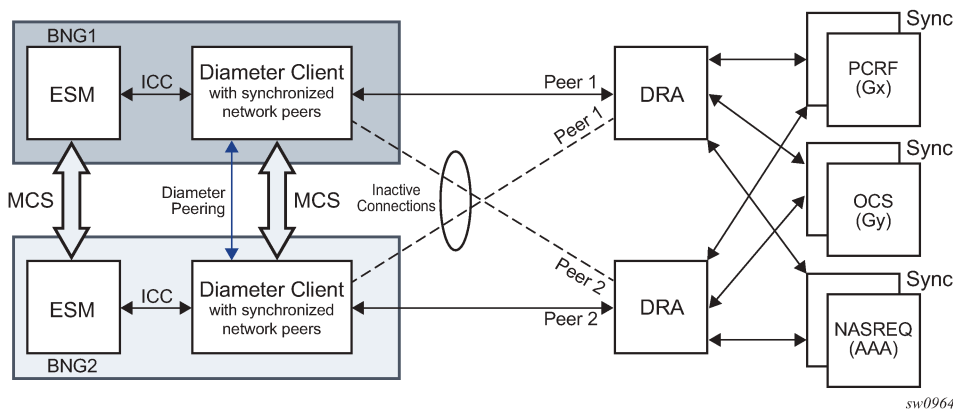 BNG1
ESM
ICC
Diameter Client
with synchronized
network peers
Peer 1
Peer 1
DRA
Sync
PCRF
(Gx)
MCS
Diameter
Peering
MCS
Inactive
Connections
Sync
OCS
(Gy)
ESM
ICC
Diameter Client
with synchronized
network peers
Peer 2
Peer 2
DRA
Sync
NASREQ
(AAA)
BNG2
sw0964